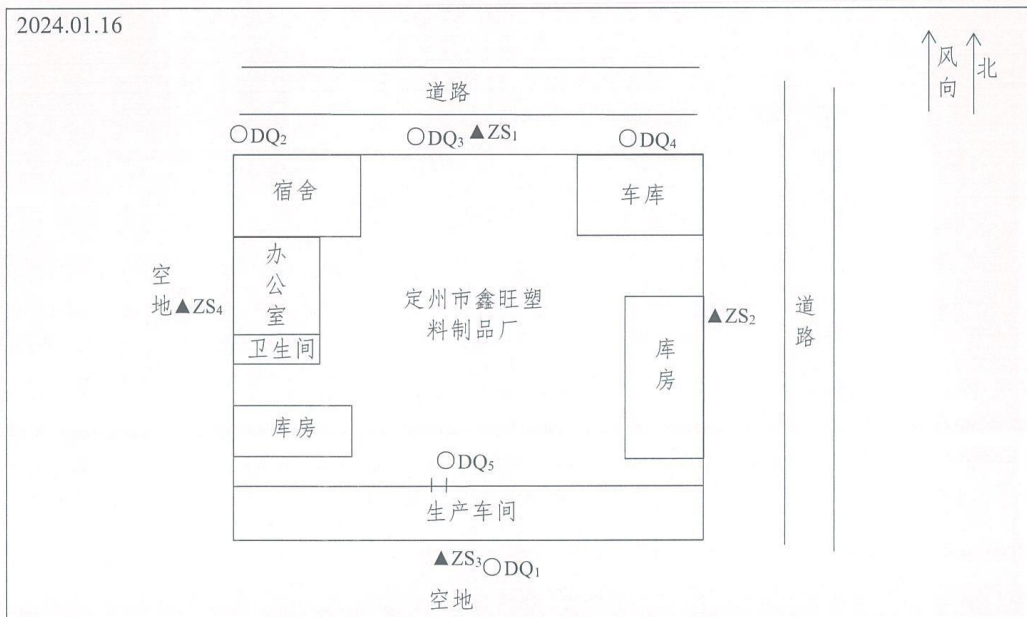 2024.01.16
风向
北
道路
○DQ₂
○DQ₃
▲ZS₁
○DQ₄
宿舍
车库
办公室
空地
▲ZS₄
定州市鑫旺塑
料制品厂
▲ZS₂
道路
卫生间
库房
库房
○DQ₅
生产车间
▲ZS₃
○DQ₁
空地